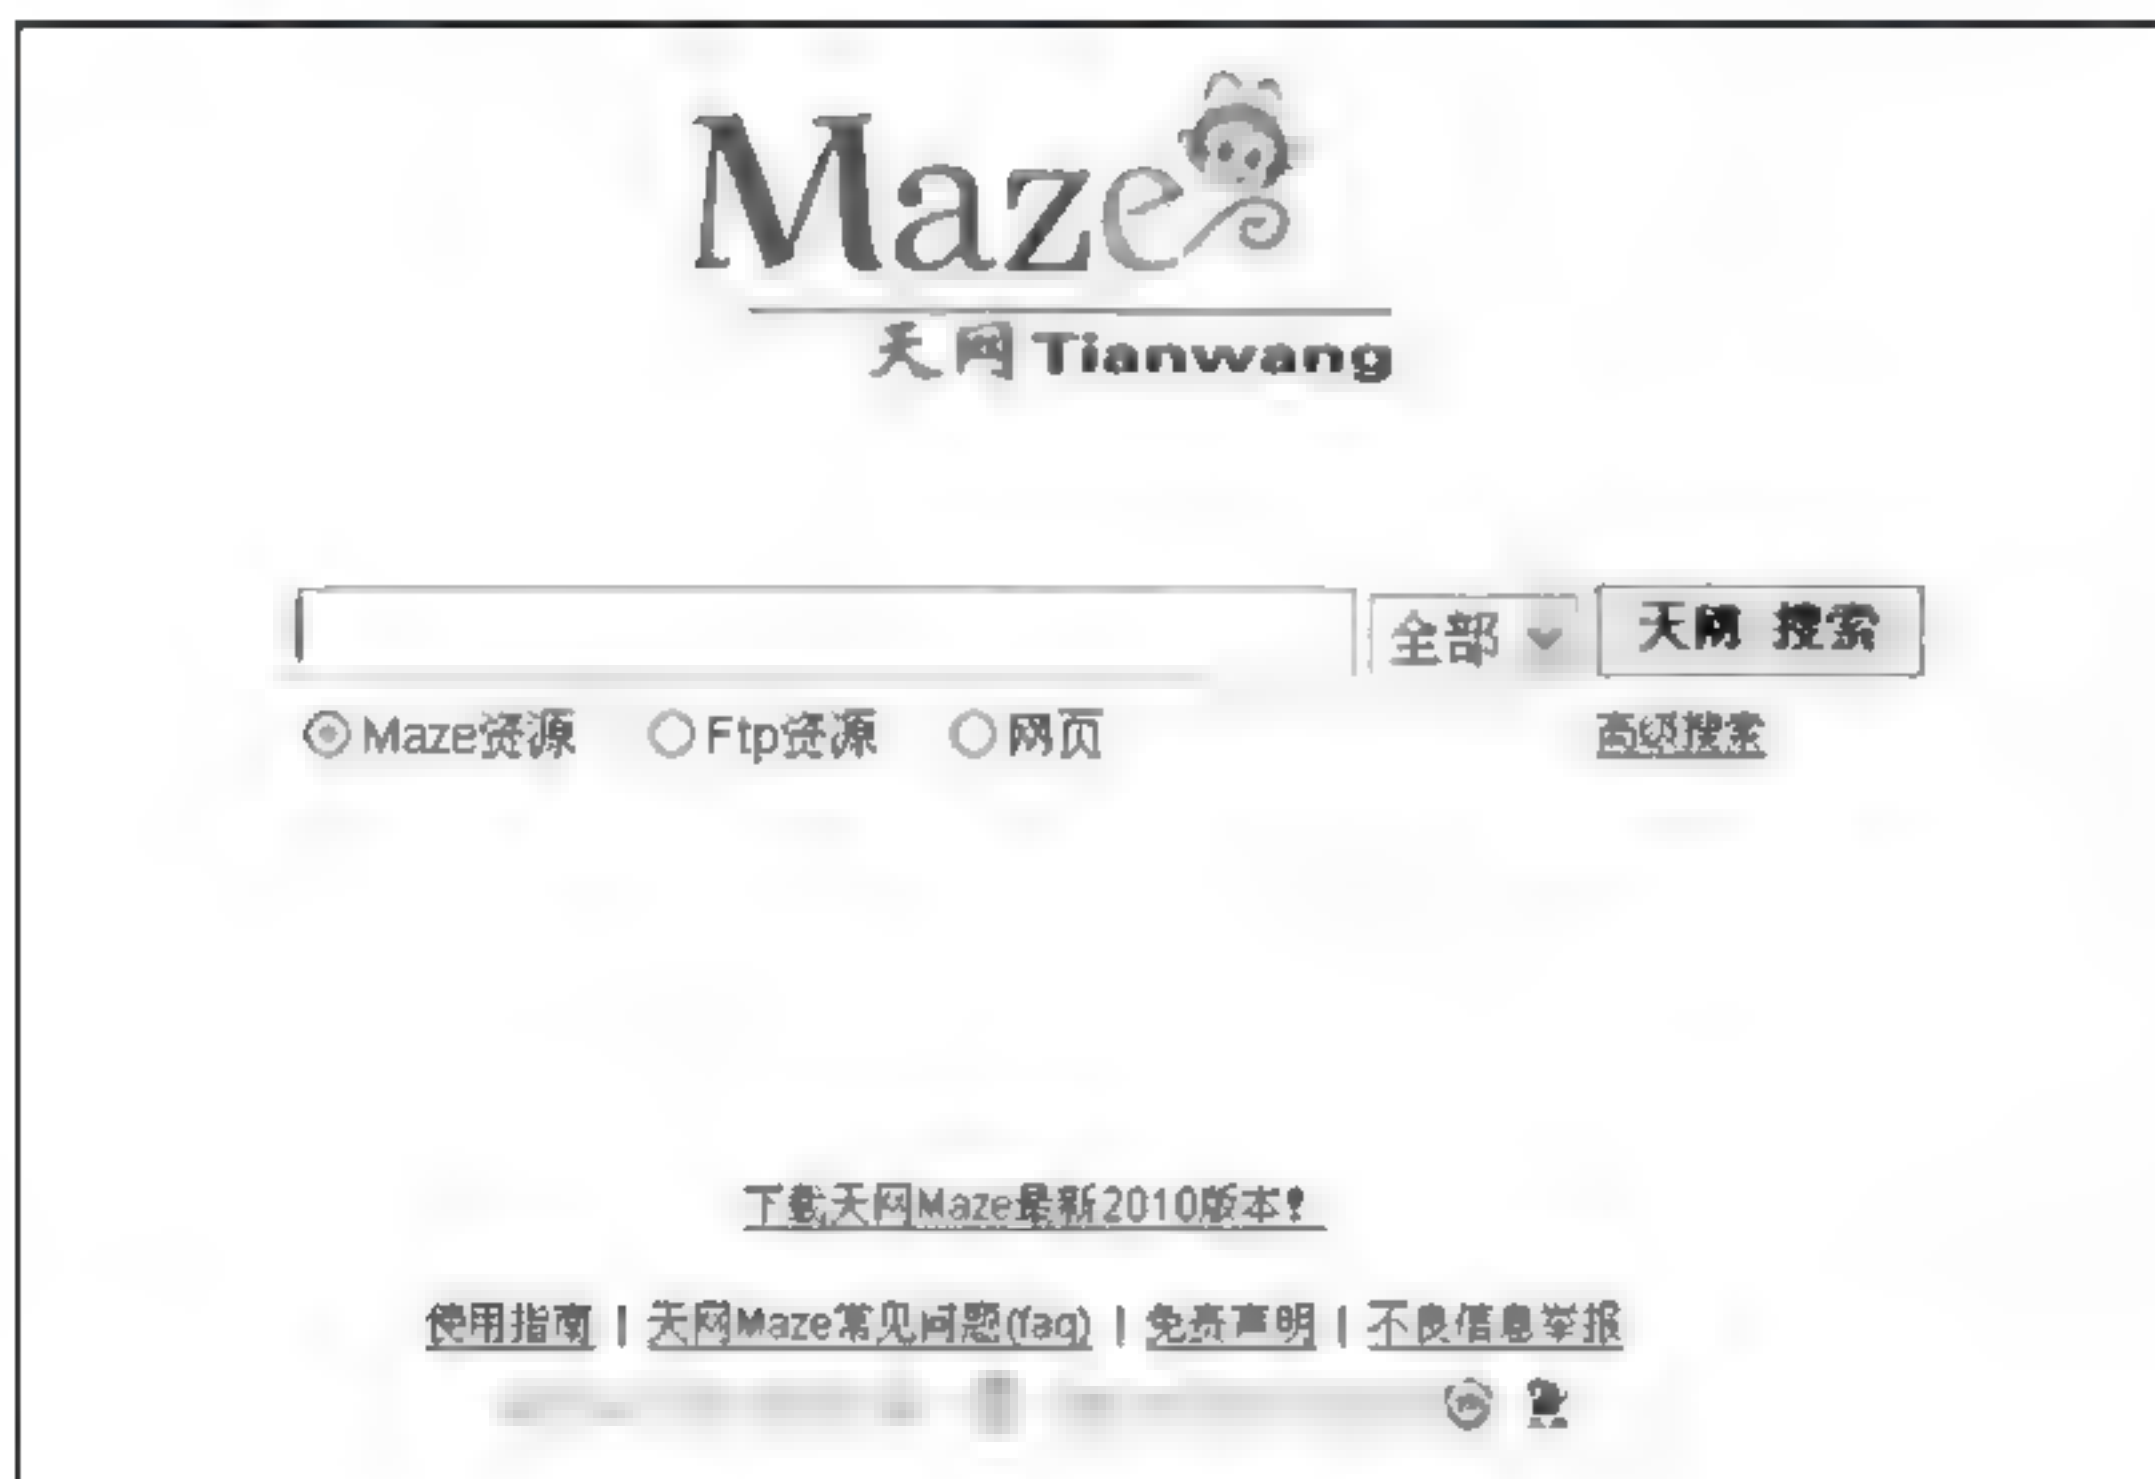 Maze
天网 Tianwang
全部 天网 搜索
Maze资源 Ftp资源 网页 高级搜索
下载天网Maze最新2010版本!
使用指南 | 天网Maze常见问题(faq) | 免责声明 | 不良信息举报